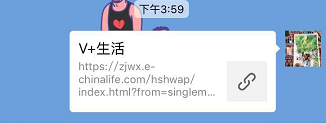 下午3:59
V+生活
https://zjwx.e-
chinalife.com/hshwap/
index.html?from=singlem...